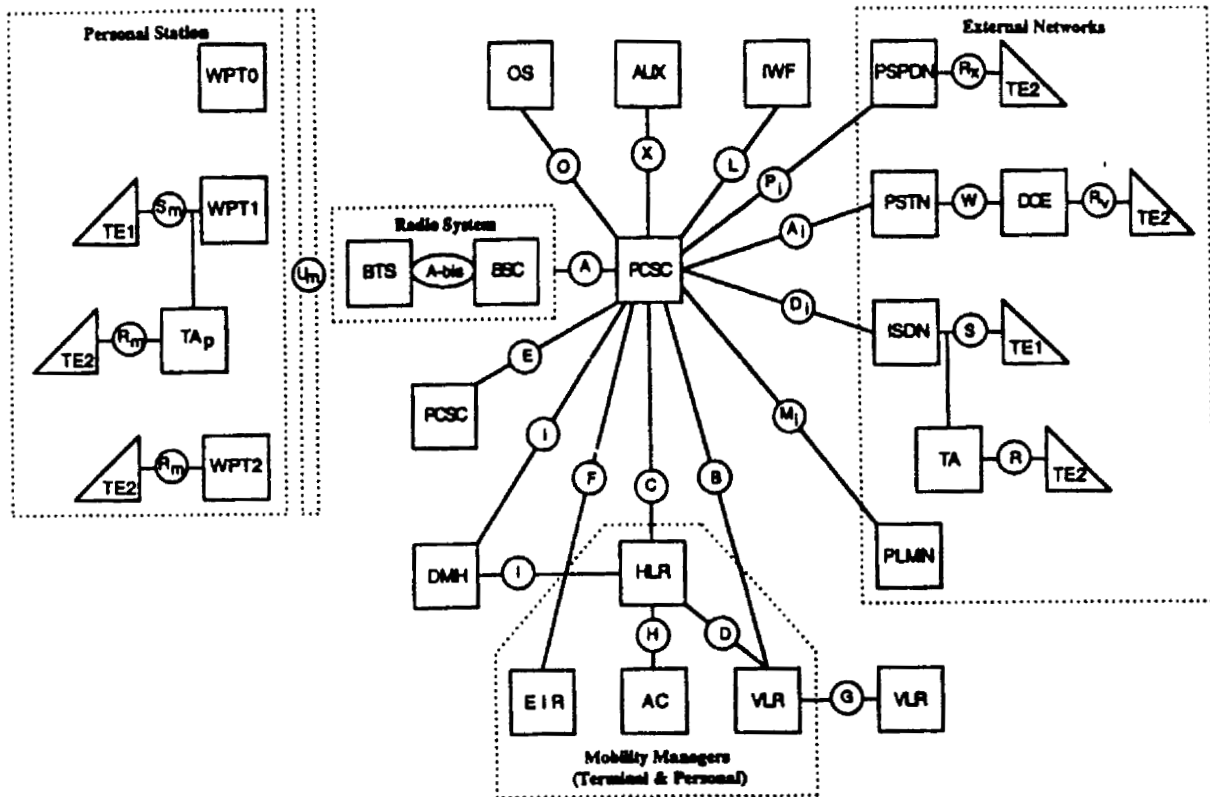 Personal Station
External Networks
WPT0
OS
AUX
IWF
PSPDN
Rx
TE2
O
X
L
Pi
TE1
Sm
WPT1
PSTN
W
DCE
Rv
TE2
Radio System
Ai
Um
BTS
A-bis
BSC
A
PCSC
Di
TE2
Rm
TAp
ISDN
S
TE1
E
PCSC
Mi
I
TE2
Rm
WPT2
F
C
B
TA
R
TE2
DMH
I
HLR
PLMN
H
D
EIR
AC
VLR
G
VLR
Mobility Managers
(Terminal & Personal)